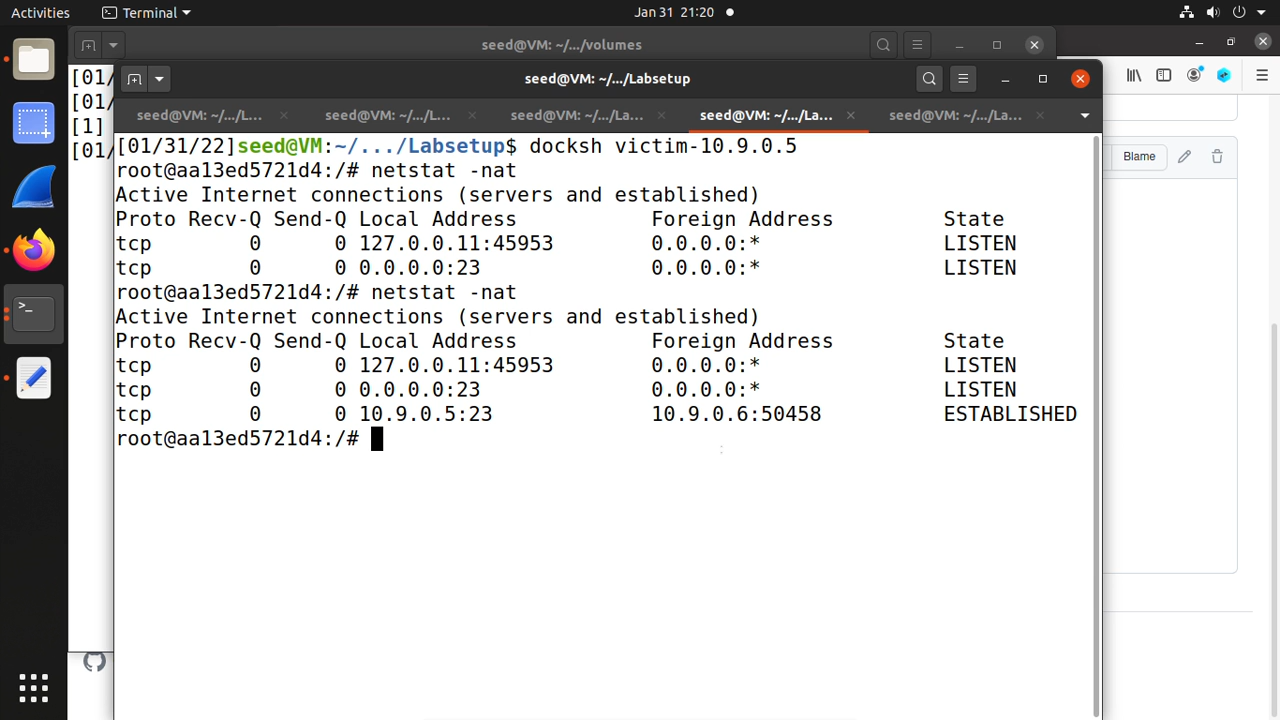 Activities
Terminal
Jan 31 21:20
seed@VM: ~/.../volumes
[01/
[01/
[1]
[01/
seed@VM: ~/.../Labsetup
seed@VM: ~/.../L...
seed@VM: ~/.../L...
seed@VM: ~/.../La...
seed@VM: ~/.../La...
seed@VM: ~/.../La...
[01/31/22]seed@VM:~/.../Labsetup$ docksh victim-10.9.0.5
root@aa13ed5721d4:/# netstat -nat
Active Internet connections (servers and established)
Proto Recv-Q Send-Q Local Address Foreign Address State
tcp 0 0 127.0.0.11:45953 0.0.0.0:* LISTEN
tcp 0 0 0.0.0.0:23 0.0.0.0:* LISTEN
root@aa13ed5721d4:/# netstat -nat
Active Internet connections (servers and established)
Proto Recv-Q Send-Q Local Address Foreign Address State
tcp 0 0 127.0.0.11:45953 0.0.0.0:* LISTEN
tcp 0 0 0.0.0.0:23 0.0.0.0:* LISTEN
tcp 0 0 10.9.0.5:23 10.9.0.6:50458 ESTABLISHED
root@aa13ed5721d4:/#
Blame